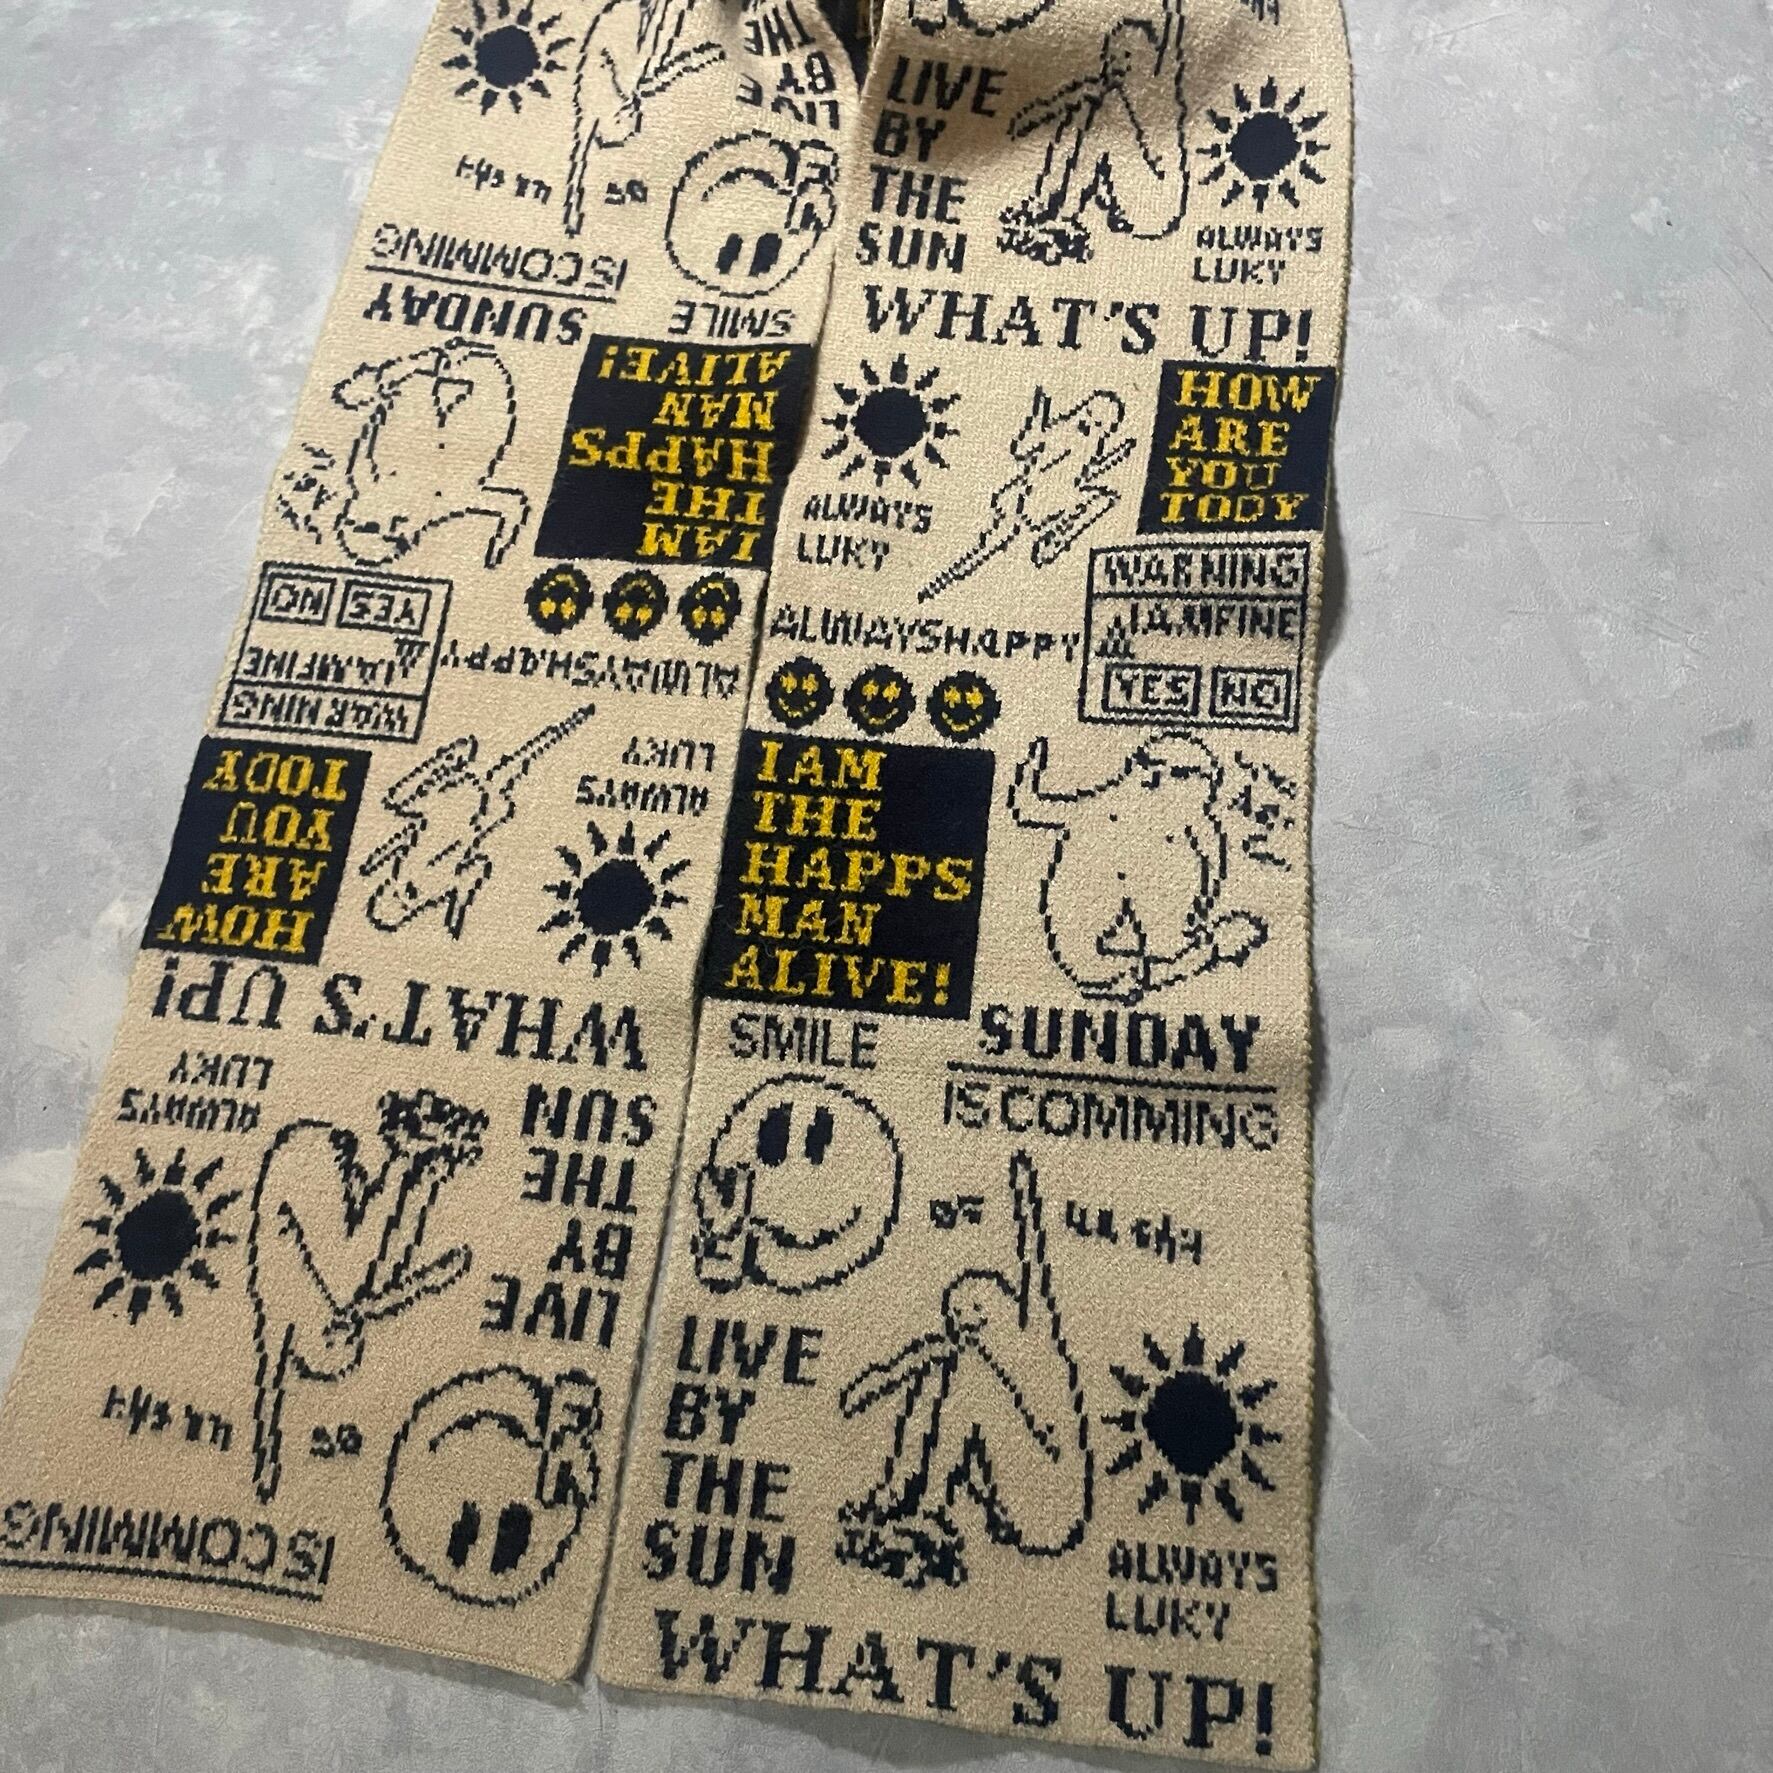 LIVE
BY
THE
SUN
ALWAYS
LUKY
WHAT'S UP!
HOW
ARE
YOU
TODY
ALWAYS
LUKY
WARNING
IAMFINE
YES NO
ALWAYSHAPPY
I AM
THE
HAPPS
MAN
ALIVE!
SMILE
SUNDAY
IS COMMING
LIVE
BY
THE
SUN
ALWAYS
LUKY
WHAT'S UP!
IS COMMING
LIVE
BY
THE
SUN
ALWAYS
LUKY
WHAT'S UP!
HOW
ARE
YOU
TODY
ALWAYS
LUKY
WARNING
IAMFINE
YES NO
ALWAYSHAPPY
I AM
THE
HAPPS
MAN
ALIVE!
SMILE
SUNDAY
IS COMMING
LIVE
BY
THE